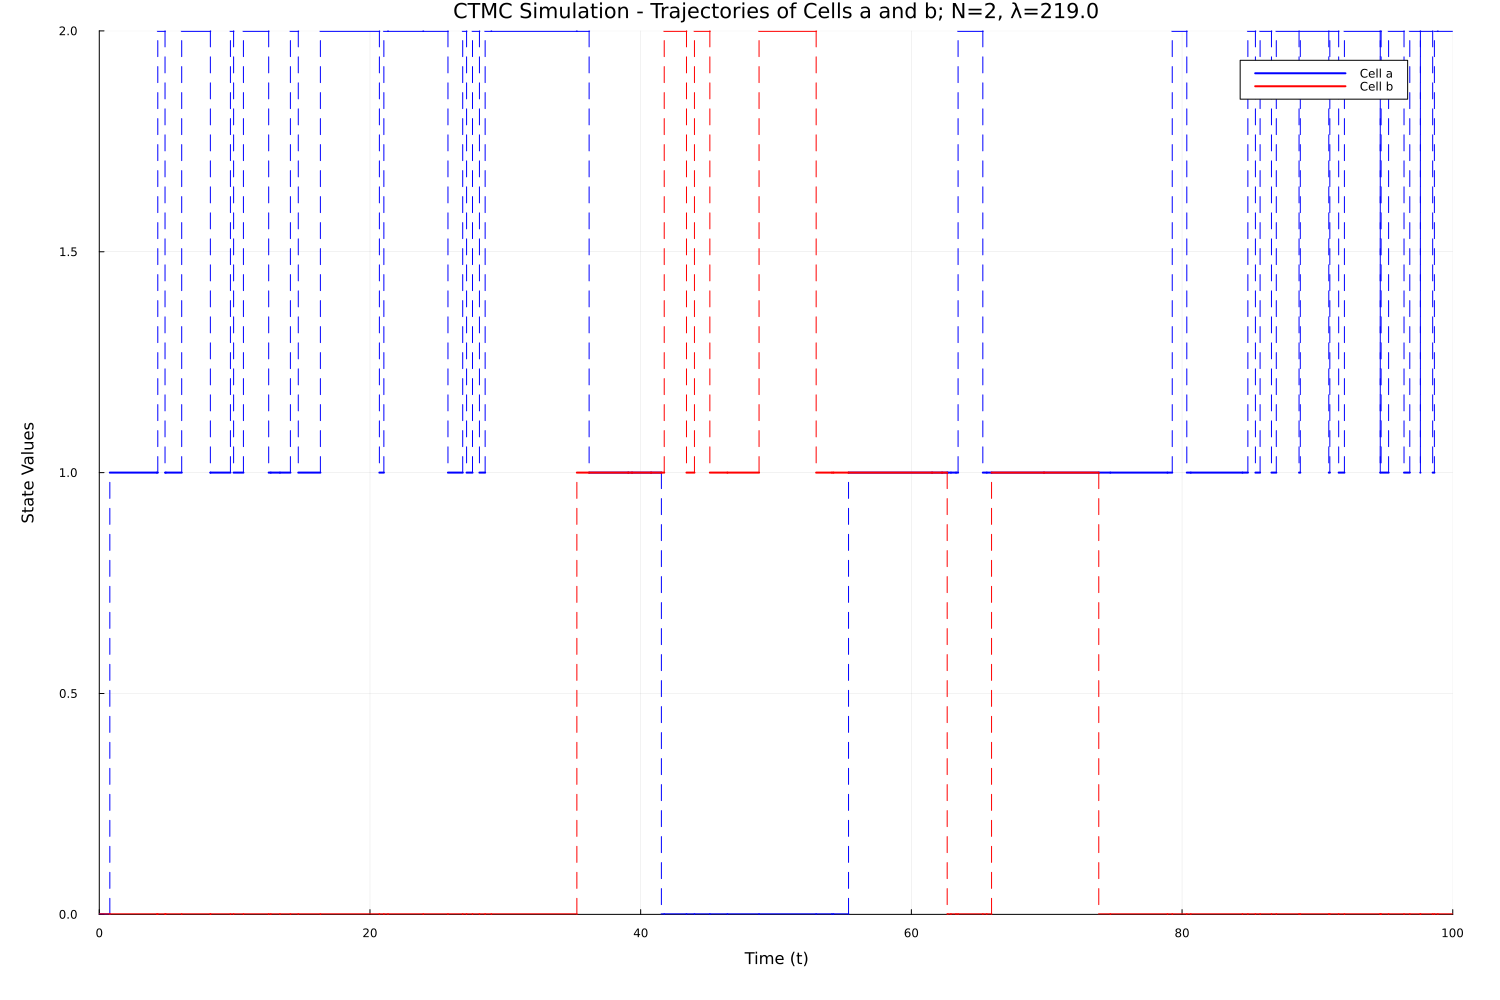 CTMC Simulation - Trajectories of Cells a and b; N=2, λ=219.0
2.0
Cell a
Cell b
1.5
1.0
State Values
0.5
0.0
0 20 40 60 80 100
Time (t)